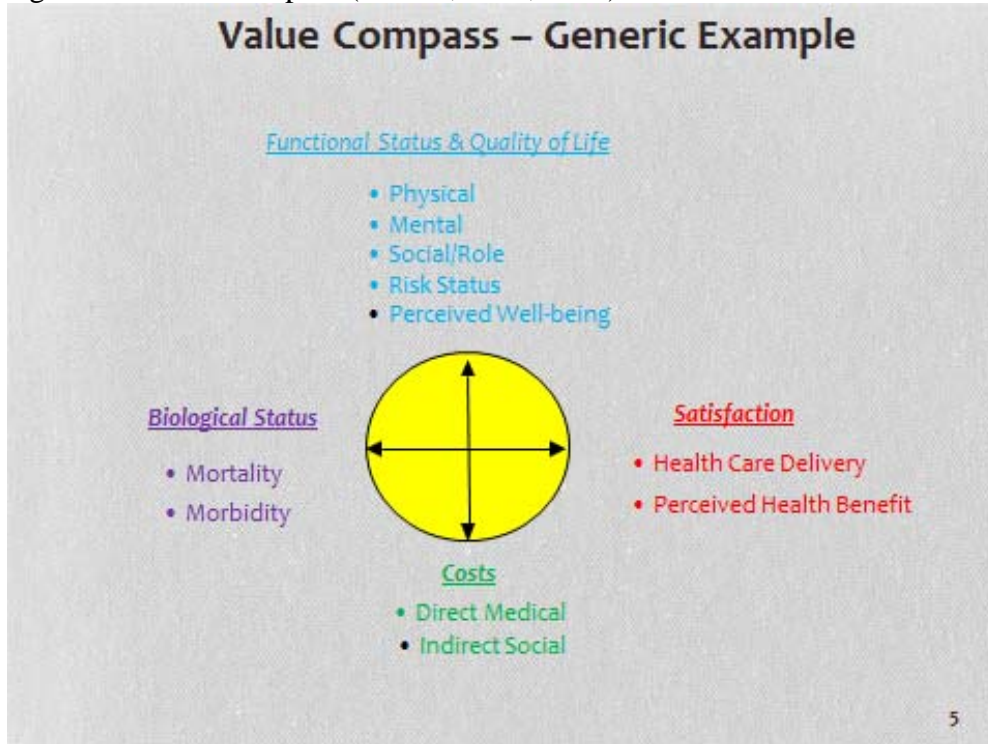 Value Compass – Generic Example
Functional Status & Quality of Life
• Physical
• Mental
• Social/Role
• Risk Status
• Perceived Well-being
Biological Status
• Mortality
• Morbidity
Satisfaction
• Health Care Delivery
• Perceived Health Benefit
Costs
• Direct Medical
• Indirect Social
5